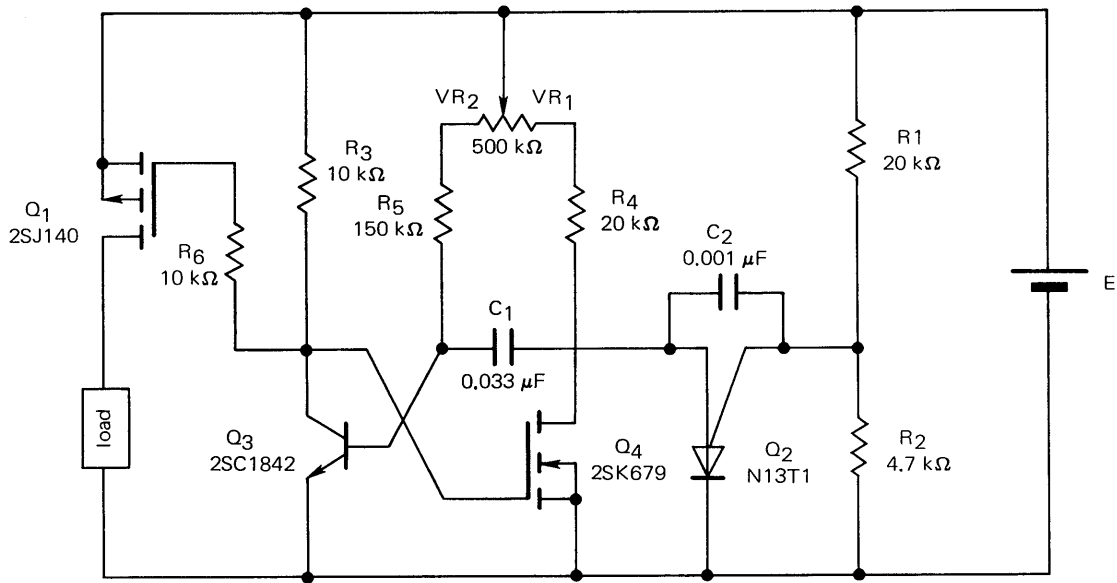 VR2 VR1
500 kΩ
R3
10 kΩ
R1
20 kΩ
Q1
2SJ140
R5
150 kΩ
R4
20 kΩ
R6
10 kΩ
C2
0.001 μF
E
C1
0.033 μF
load
Q3
2SC1842
Q4
2SK679
Q2
N13T1
R2
4.7 kΩ